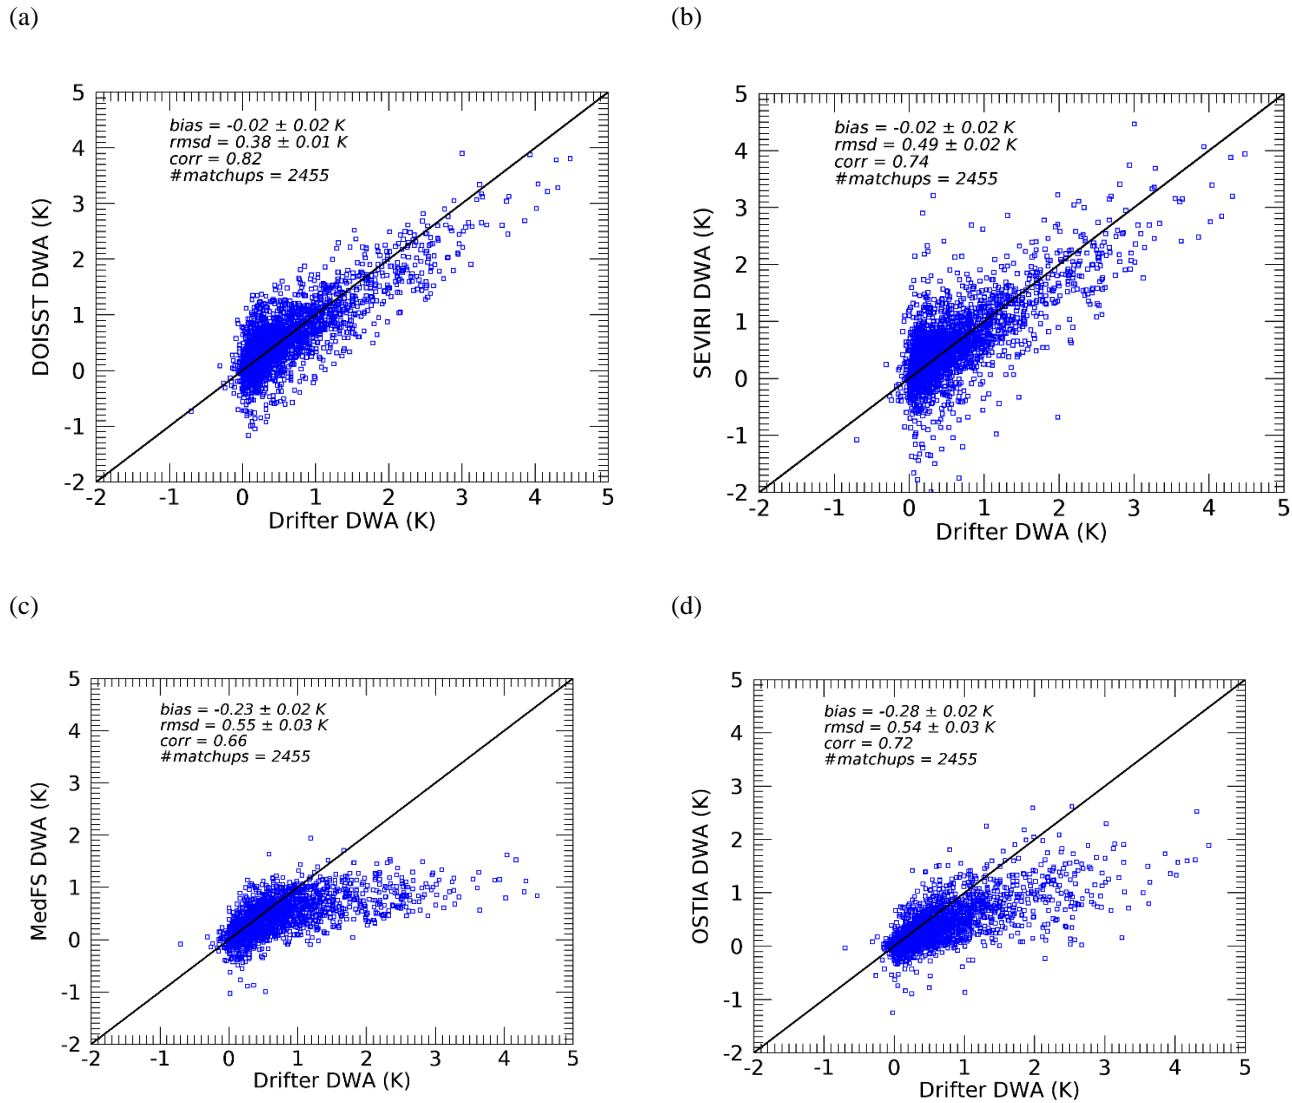 (a)
bias = -0.02 ± 0.02 K
rmsd = 0.38 ± 0.01 K
corr = 0.82
#matchups = 2455
DOISST DWA (K)
5
4
3
2
1
0
-1
-2
-2 -1 0 1 2 3 4 5
Drifter DWA (K)
(b)
bias = -0.02 ± 0.02 K
rmsd = 0.49 ± 0.02 K
corr = 0.74
#matchups = 2455
SEVIRI DWA (K)
5
4
3
2
1
0
-1
-2
-2 -1 0 1 2 3 4 5
Drifter DWA (K)
(c)
bias = -0.23 ± 0.02 K
rmsd = 0.55 ± 0.03 K
corr = 0.66
#matchups = 2455
MedFS DWA (K)
5
4
3
2
1
0
-1
-2
-2 -1 0 1 2 3 4 5
Drifter DWA (K)
(d)
bias = -0.28 ± 0.02 K
rmsd = 0.54 ± 0.03 K
corr = 0.72
#matchups = 2455
OSTIA DWA (K)
5
4
3
2
1
0
-1
-2
-2 -1 0 1 2 3 4 5
Drifter DWA (K)